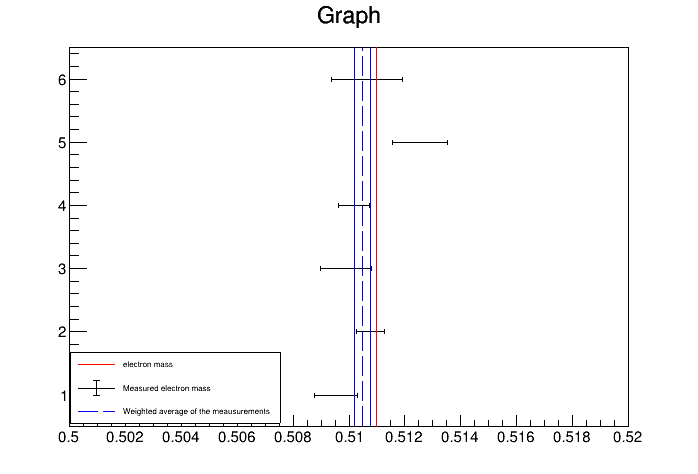 Graph
6
5
4
3
2
1
electron mass
Measured electron mass
Weighted average of the meausurements
0.5 0.502 0.504 0.506 0.508 0.51 0.512 0.514 0.516 0.518 0.52